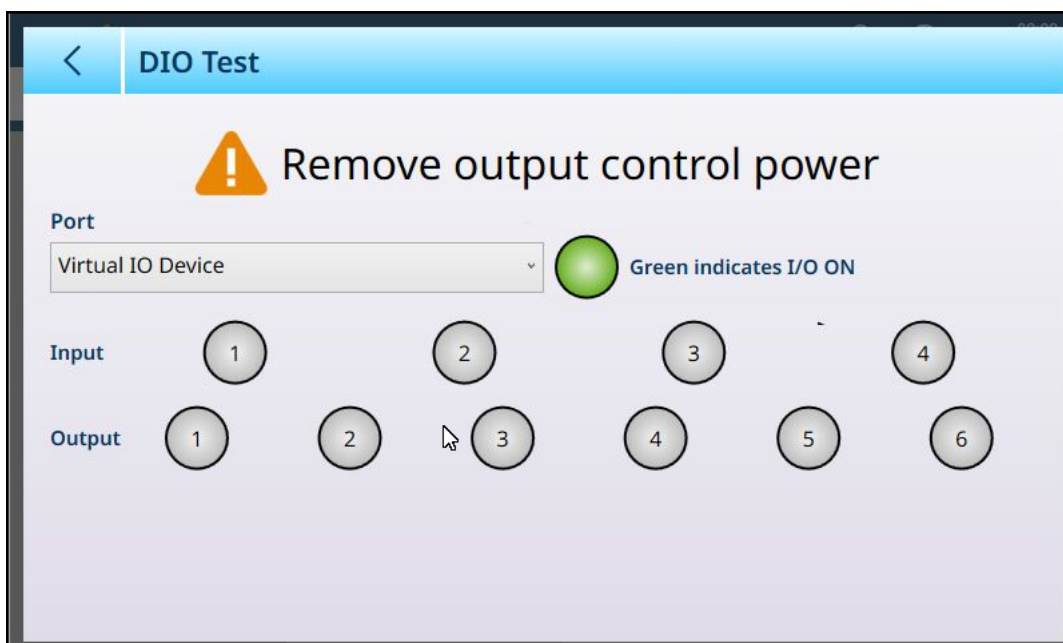 DIO Test
Remove output control power
Port
Virtual IO Device
Green indicates I/O ON
Input 1 2 3 4
Output 1 2 3 4 5 6